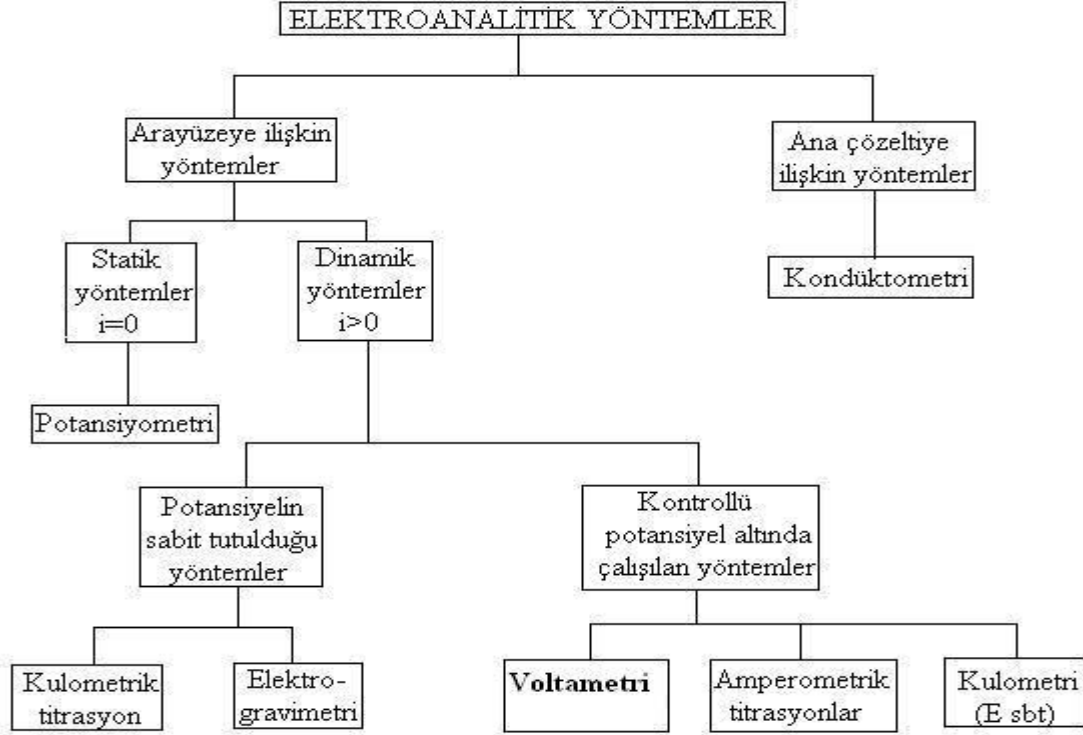 ELEKTROANALİTİK YÖNTEMLER
Arayüzeye ilişkin
yöntemler
Ana çözeltiye
ilişkin yöntemler
Statik
yöntemler
i=0
Dinamik
yöntemler
i>0
Kondüktometri
Potansiyometri
Potansiyelin
sabit tutulduğu
yöntemler
Kontrollü
potansiyel altında
çalışılan yöntemler
Kulometrik
titrasyon
Elektro-
gravimetri
Voltametri
Amperometrik
titrasyonlar
Kulometri
(E sbt)